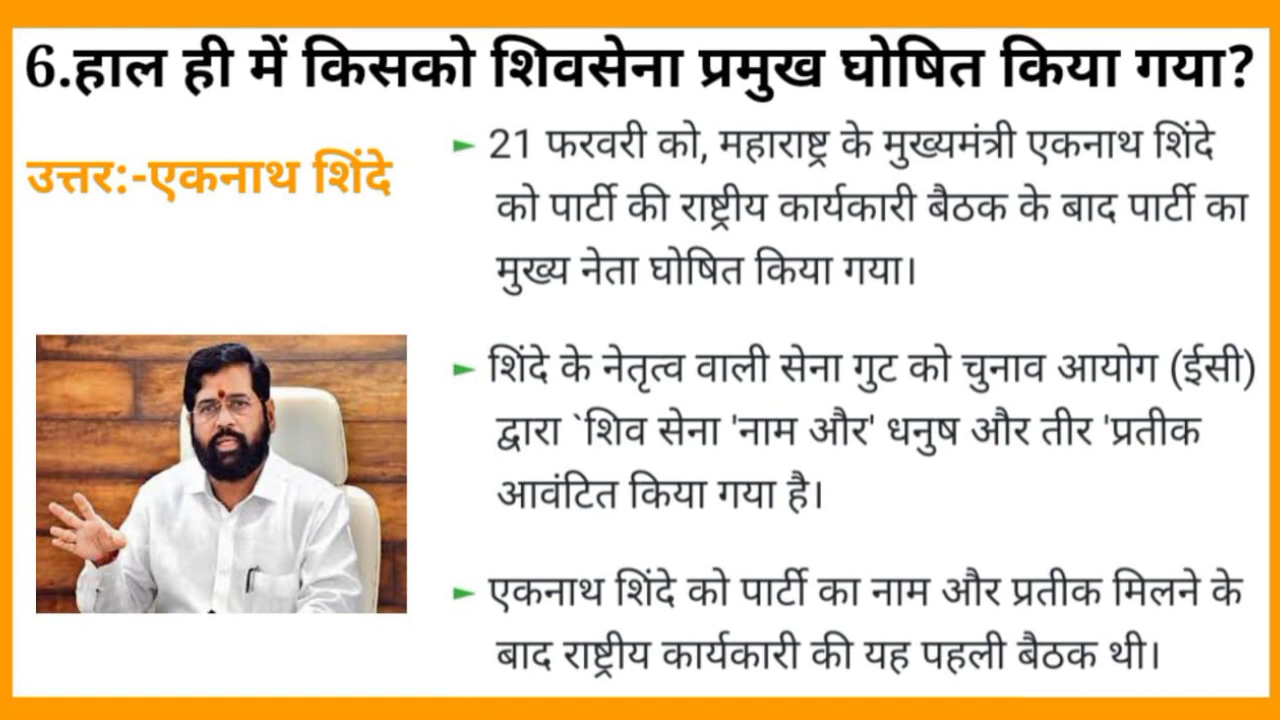 6.हाल ही में किसको शिवसेना प्रमुख घोषित किया गया?
उत्तर:-एकनाथ शिंदे
► 21 फरवरी को, महाराष्ट्र के मुख्यमंत्री एकनाथ शिंदे
को पार्टी की राष्ट्रीय कार्यकारी बैठक के बाद पार्टी का
मुख्य नेता घोषित किया गया।
► शिंदे के नेतृत्व वाली सेना गुट को चुनाव आयोग (ईसी)
द्वारा `शिव सेना 'नाम और' धनुष और तीर 'प्रतीक
आवंटित किया गया है।
► एकनाथ शिंदे को पार्टी का नाम और प्रतीक मिलने के
बाद राष्ट्रीय कार्यकारी की यह पहली बैठक थी।